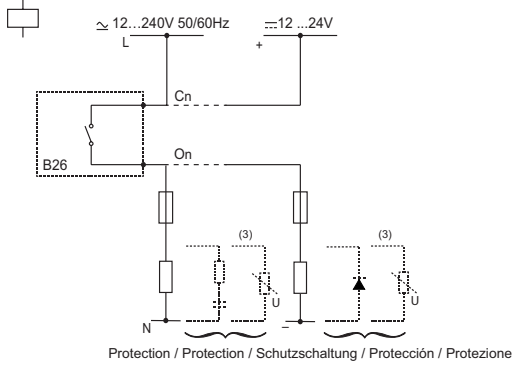 ~ 12...240V 50/60Hz
⎓12 ...24V
L
+
Cn
On
B26
(3)
(3)
U
U
N
–
Protection / Protection / Schutzschaltung / Protección / Protezione